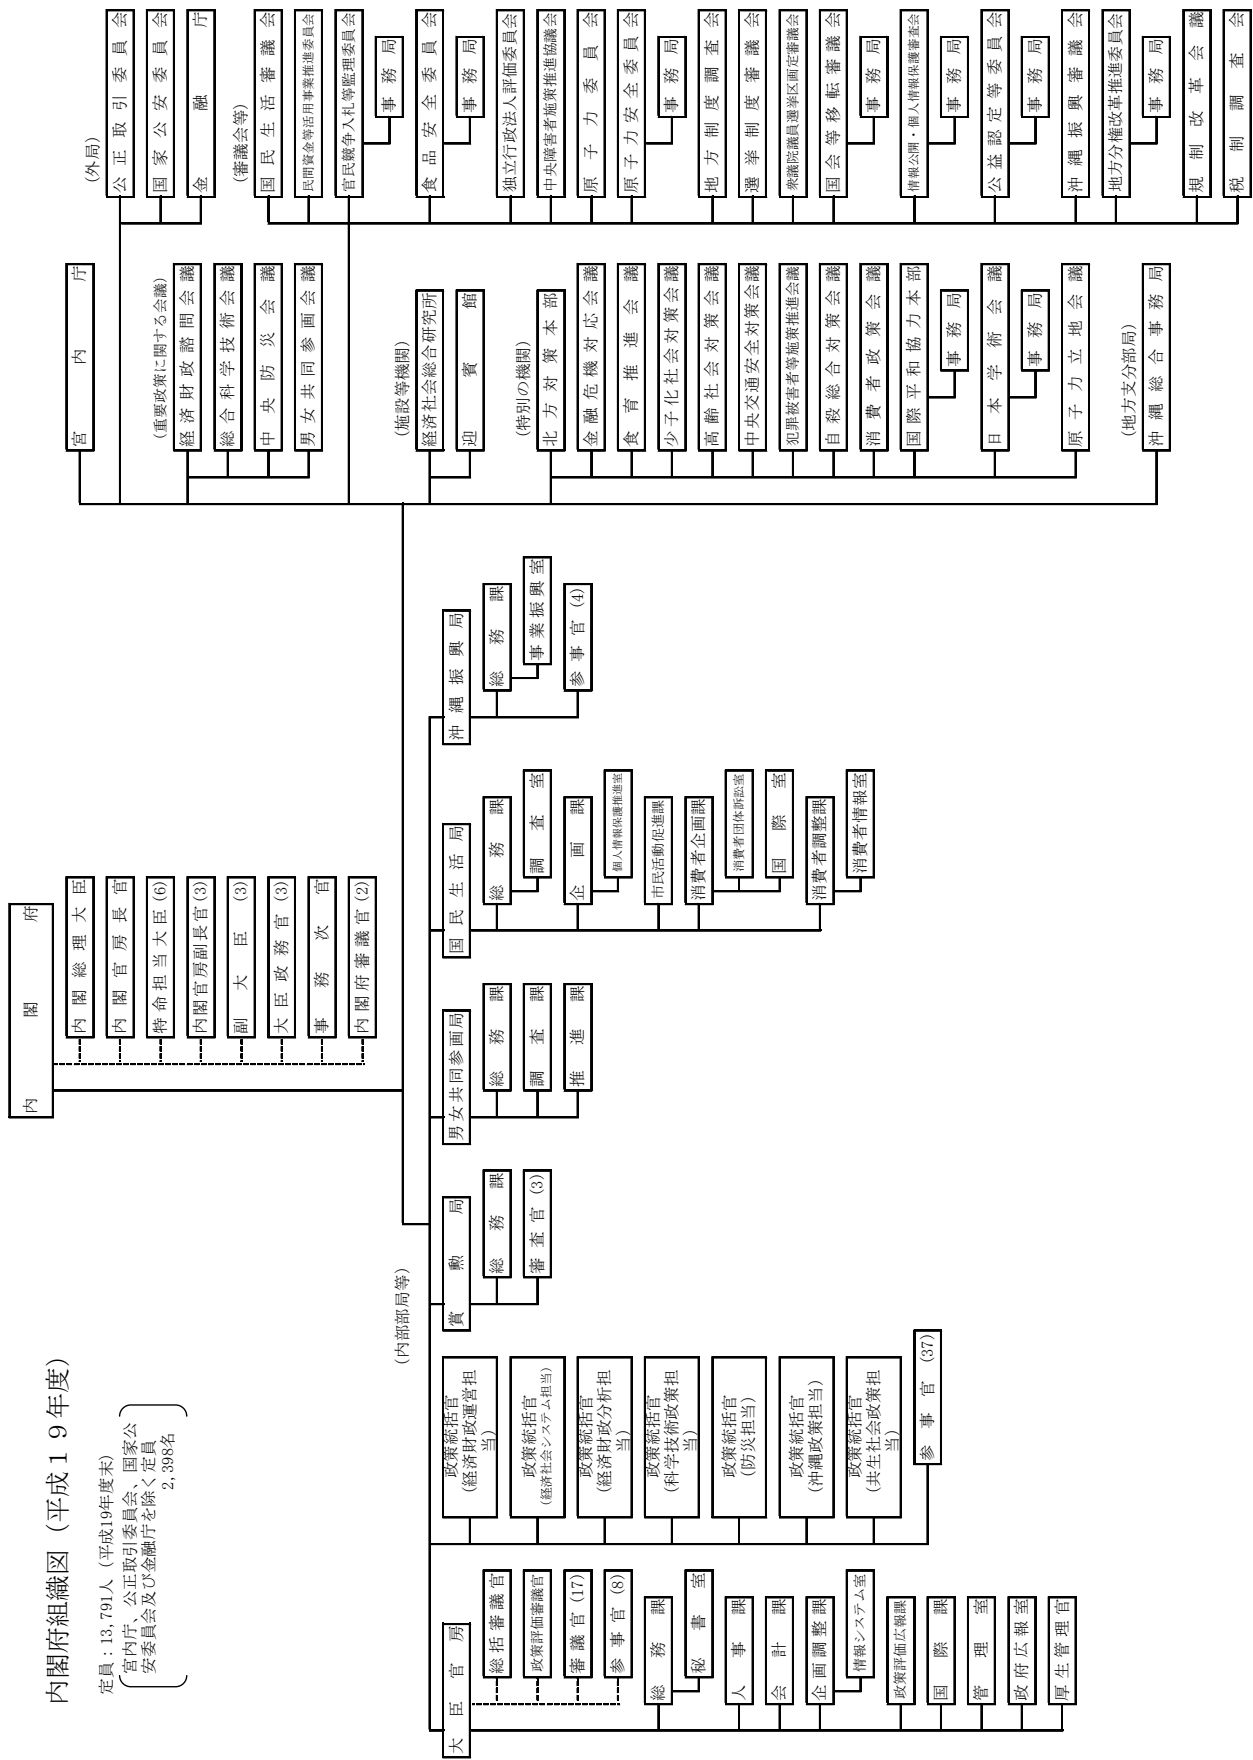 内閣府組織図（平成１９年度）
定員：13,791人（平成19年度末）
宮内庁、公正取引委員会、国家公
安委員会及び金融庁を除く定員
2,398名
内閣府
内閣総理大臣
内閣官房長官
特命担当大臣(6)
内閣官房副長官(3)
副大臣(3)
大臣政務官(3)
事務次官
内閣府審議官(2)
(内部部局等)
大臣官房
総括審議官
政策評価審議官
審議官(17)
参事官(8)
総務課
秘書室
人事課
会計課
企画調整課
情報システム室
政策評価広報課
国際課
管理室
政府広報室
厚生管理官
政策統括官
(経済財政運営担
当)
政策統括官
(経済社会システム担当)
政策統括官
(経済財政分析担
当)
政策統括官
(科学技術政策担
当)
政策統括官
(防災担当)
政策統括官
(沖縄政策担当)
政策統括官
(共生社会政策担
当)
参事官(37)
賞勲局
総務課
審査官(3)
男女共同参画局
総務課
調査課
推進課
国民生活局
総務課
調査室
企画課
個人情報保護推進室
市民活動促進課
消費者企画課
消費者団体訴訟室
国際室
消費者調整課
消費者情報室
沖縄振興局
総務課
事業振興室
参事官(4)
宮内庁
(重要政策に関する会議)
経済財政諮問会議
総合科学技術会議
中央防災会議
男女共同参画会議
(施設等機関)
経済社会総合研究所
迎賓館
(特別の機関)
北方対策本部
金融危機対応会議
食育推進会議
少子化社会対策会議
高齢社会対策会議
中央交通安全対策会議
犯罪被害者等施策推進会議
自殺総合対策会議
消費者政策会議
国際平和協力本部
事務局
日本学術会議
事務局
原子力立地会議
(地方支分部局)
沖縄総合事務局
(外局)
公正取引委員会
国家公安委員会
金融庁
(審議会等)
国民生活審議会
民間資金等活用事業推進委員会
官民競争入札等監理委員会
事務局
食品安全委員会
事務局
独立行政法人評価委員会
中央障害者施策推進協議会
原子力委員会
原子力安全委員会
事務局
地方制度調査会
選挙制度審議会
衆議院議員選挙区画定審議会
国会等移転審議会
事務局
情報公開・個人情報保護審査会
事務局
公益認定等委員会
事務局
沖縄振興審議会
地方分権改革推進委員会
事務局
規制改革会議
税制調査会